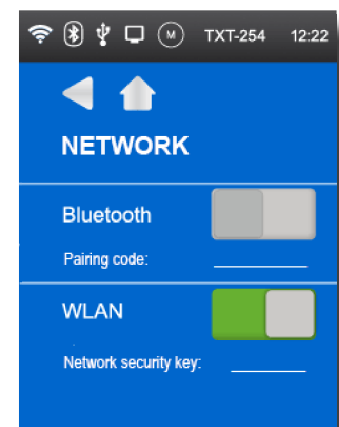 M TXT-254 12:22
NETWORK
Bluetooth
Pairing code:
WLAN
Network security key: